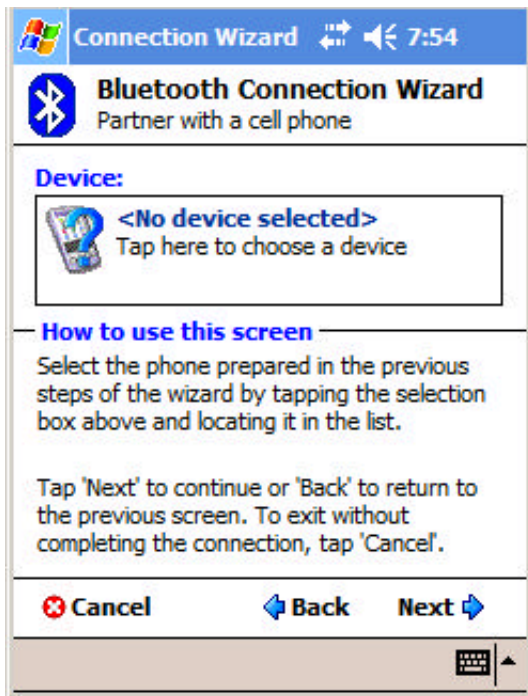 Connection Wizard 7:54
Bluetooth Connection Wizard
Partner with a cell phone
Device:
<No device selected>
Tap here to choose a device
How to use this screen
Select the phone prepared in the previous
steps of the wizard by tapping the selection
box above and locating it in the list.
Tap 'Next' to continue or 'Back' to return to
the previous screen. To exit without
completing the connection, tap 'Cancel'.
Cancel Back Next